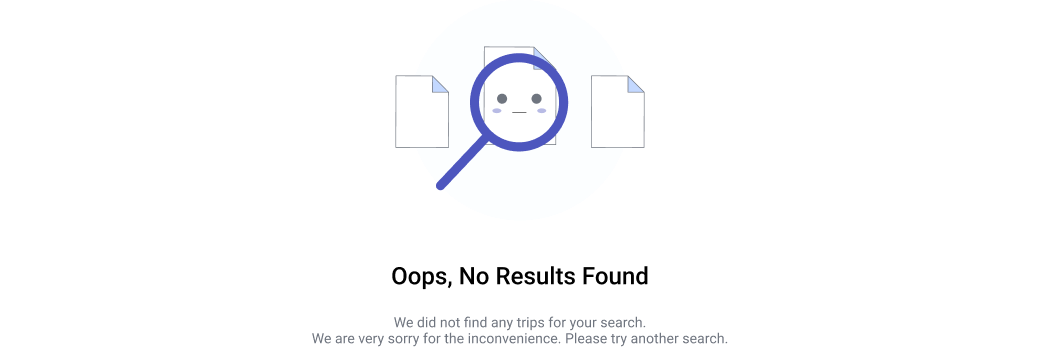 Oops, No Results Found
We did not find any trips for your search.
We are very sorry for the inconvenience. Please try another search.